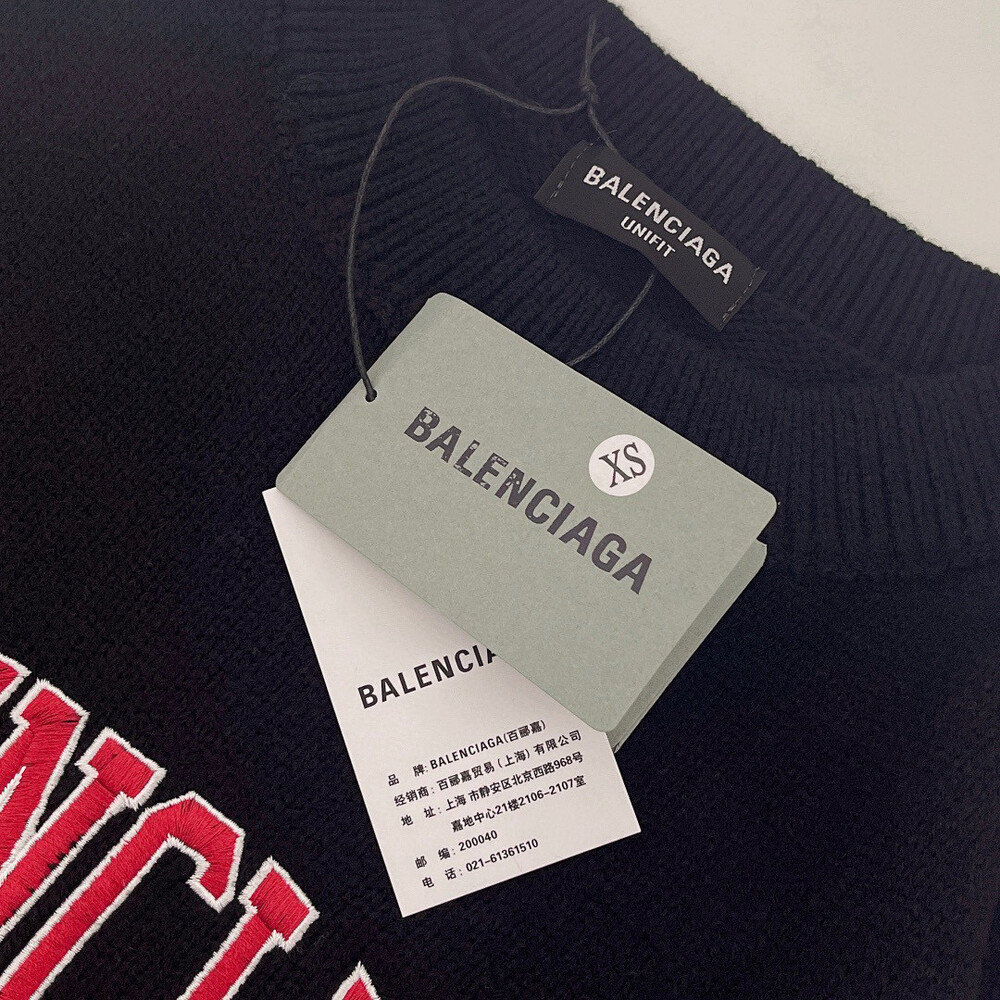 BALENCIAGA
UNIFIT
XS
BALENCIAGA
BALENCIA
品 牌: BALENCIAGA(百郦嘉)
经销商: 百郦嘉贸易 (上海) 有限公司
地 址: 上海 市静安区北京西路968号
嘉地中心21楼2106-2107室
邮 编: 200040
电 话: 021-61361510
NCI